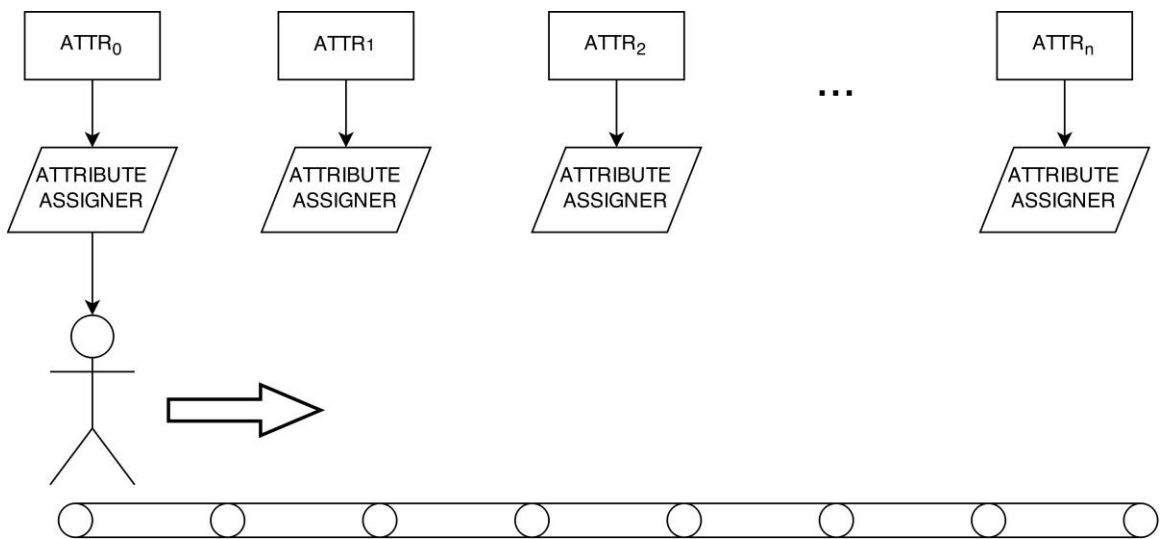 ATTR₀
ATTR1
ATTR₂
...
ATTRₙ
ATTRIBUTE
ASSIGNER
ATTRIBUTE
ASSIGNER
ATTRIBUTE
ASSIGNER
ATTRIBUTE
ASSIGNER